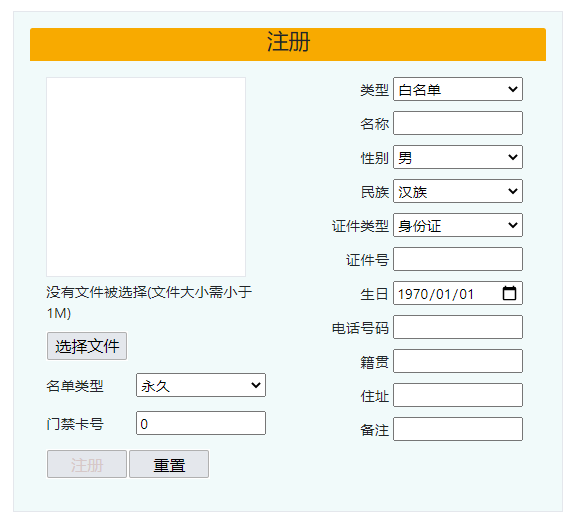 注册
没有文件被选择(文件大小需小于
1M)
选择文件
名单类型 永久
门禁卡号 0
注册 重置
类型 白名单
名称
性别 男
民族 汉族
证件类型 身份证
证件号
生日 1970/01/01
电话号码
籍贯
住址
备注